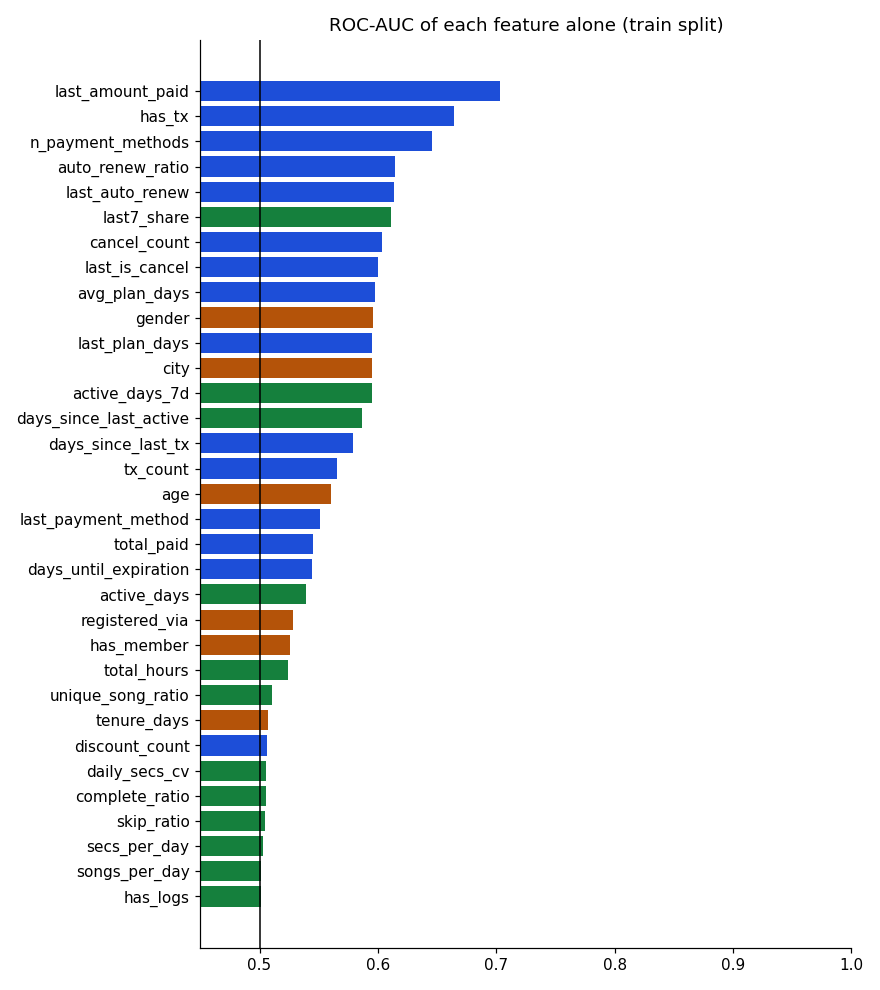 ROC-AUC of each feature alone (train split)
last_amount_paid
has_tx
n_payment_methods
auto_renew_ratio
last_auto_renew
last7_share
cancel_count
last_is_cancel
avg_plan_days
gender
last_plan_days
city
active_days_7d
days_since_last_active
days_since_last_tx
tx_count
age
last_payment_method
total_paid
days_until_expiration
active_days
registered_via
has_member
total_hours
unique_song_ratio
tenure_days
discount_count
daily_secs_cv
complete_ratio
skip_ratio
secs_per_day
songs_per_day
has_logs
0.5 0.6 0.7 0.8 0.9 1.0